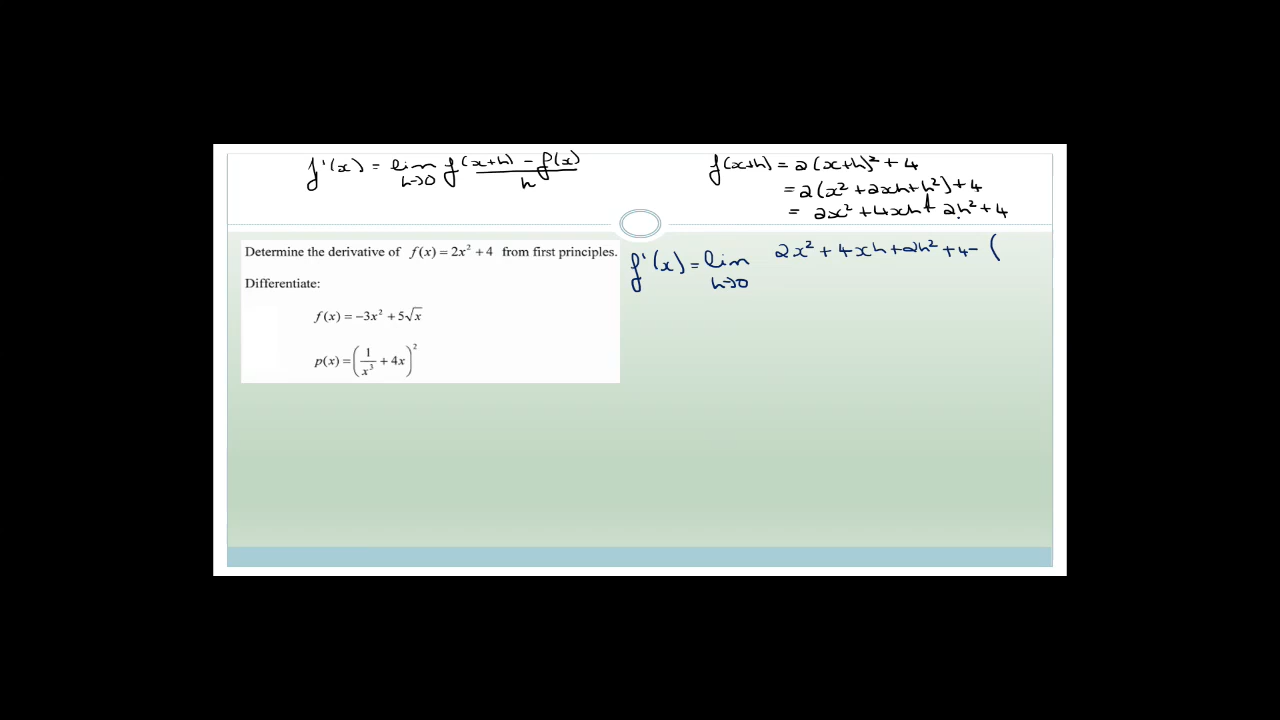 f'(x) = lim h→0 f(x+h) - f(x) / h
f(x+h) = 2(x+h)² + 4
= 2(x² + 2xh + h²) + 4
= 2x² + 4xh + 2h² + 4
Determine the derivative of f(x) = 2x² + 4 from first principles.
f'(x) = lim h→0 2x² + 4xh + 2h² + 4 - (
Differentiate:
f(x) = -3x² + 5√x
p(x) = (1/x³ + 4x)²